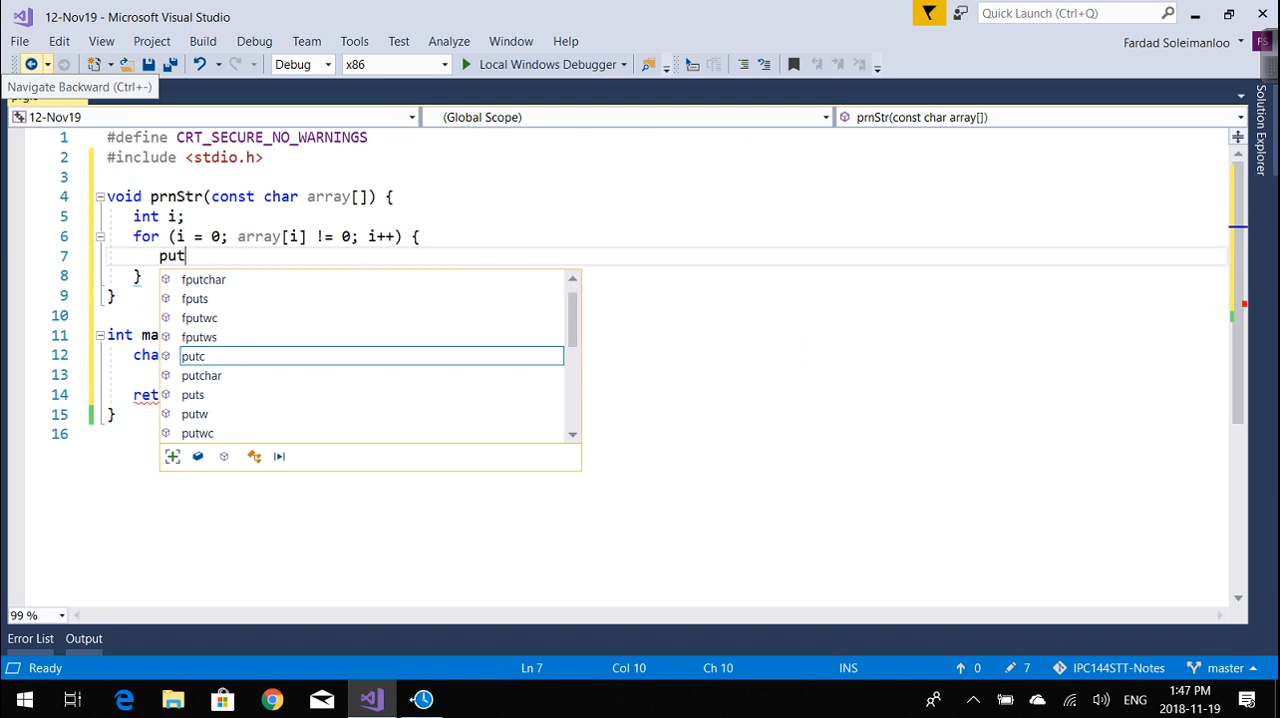 12-Nov19 - Microsoft Visual Studio
Quick Launch (Ctrl+Q)
File Edit View Project Build Debug Team Tools Test Analyze Window Help
Fardad Soleimanloo FS
Debug x86 Local Windows Debugger
Navigate Backward (Ctrl+-)
12-Nov19 (Global Scope) prnStr(const char array[])
Solution Explorer
1 #define CRT_SECURE_NO_WARNINGS
2 #include <stdio.h>
3
4 void prnStr(const char array[]) {
5 int i;
6 for (i = 0; array[i] != 0; i++) {
7 put
8 }
9 }
10
11 int ma
12 cha
13
14 ret
15 }
16
fputchar
fputs
fputwc
fputws
putc
putchar
puts
putw
putwc
99 %
Error List Output
Ready Ln 7 Col 10 Ch 10 INS 0 7 IPC144STT-Notes master
ENG 1:47 PM
2018-11-19